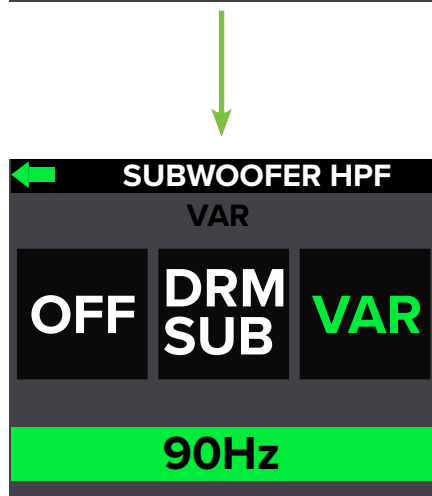 SUBWOOFER HPF
VAR
OFF
DRM
SUB
VAR
90Hz